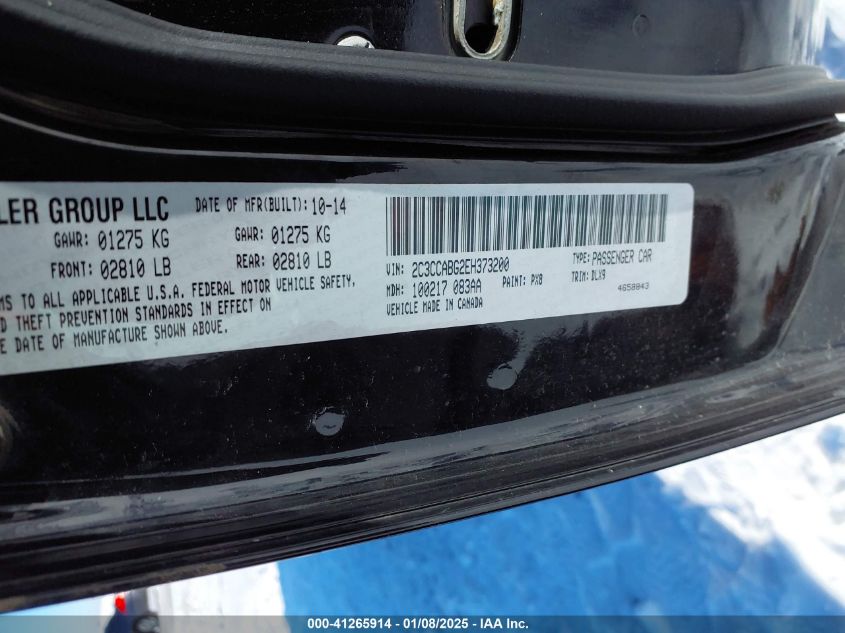 LER GROUP LLC
DATE OF MFR(BUILT): 10-14
GAWR: 01275 KG
GAWR: 01275 KG
FRONT: 02810 LB
REAR: 02810 LB
MS TO ALL APPLICABLE U.S.A. FEDERAL MOTOR VEHICLE SAFETY,
D THEFT PREVENTION STANDARDS IN EFFECT ON
E DATE OF MANUFACTURE SHOWN ABOVE.
VIN: 2C3CCABG2EH373200
TYPE: PASSENGER CAR
MDH: 100217 083AA
PAINT: PX8
TRIM: DLX9
VEHICLE MADE IN CANADA
4658843
000-41265914 - 01/08/2025 - IAA Inc.